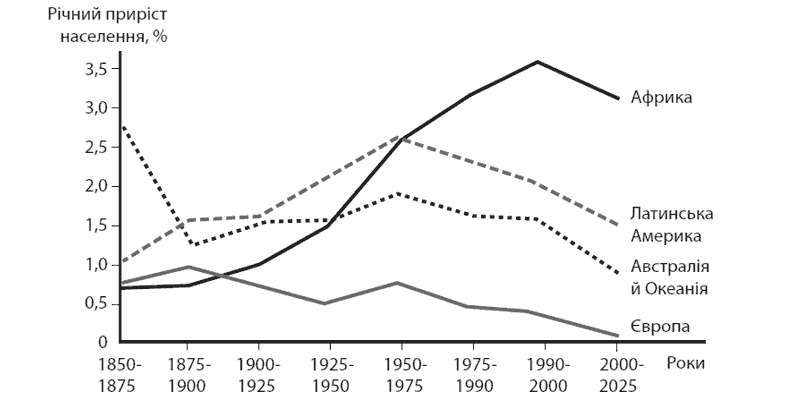 Річний приріст
населення, %
3,5
3,0
2,5
2,0
1,5
1,0
0,5
0
Африка
Латинська
Америка
Австралія
й Океанія
Європа
1850-
1875
1875-
1900
1900-
1925
1925-
1950
1950-
1975
1975-
1990
1990-
2000
2000-
2025
Роки